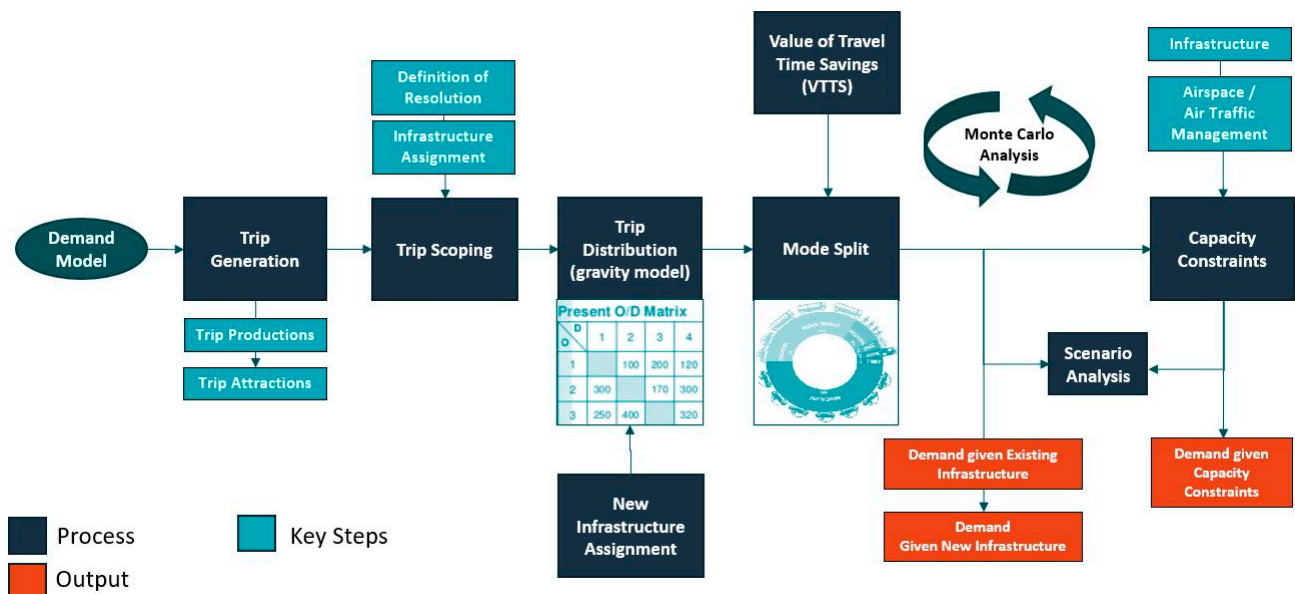 Value of Travel
Time Savings
(VTTS)
Infrastructure
Definition of
Resolution
Airspace /
Air Traffic
Management
Infrastructure
Assignment
Monte Carlo
Analysis
Demand
Model
Trip
Generation
Trip Scoping
Trip
Distribution
(gravity model)
Mode Split
Capacity
Constraints
Present O/D Matrix
D
O
1 2 3 4
1 100 200 120
2 300 170 300
3 250 400 320
Trip Productions
Trip Attractions
Scenario
Analysis
Demand given Existing
Infrastructure
Demand given
Capacity
Constraints
New
Infrastructure
Assignment
Demand
Given New Infrastructure
Process
Key Steps
Output